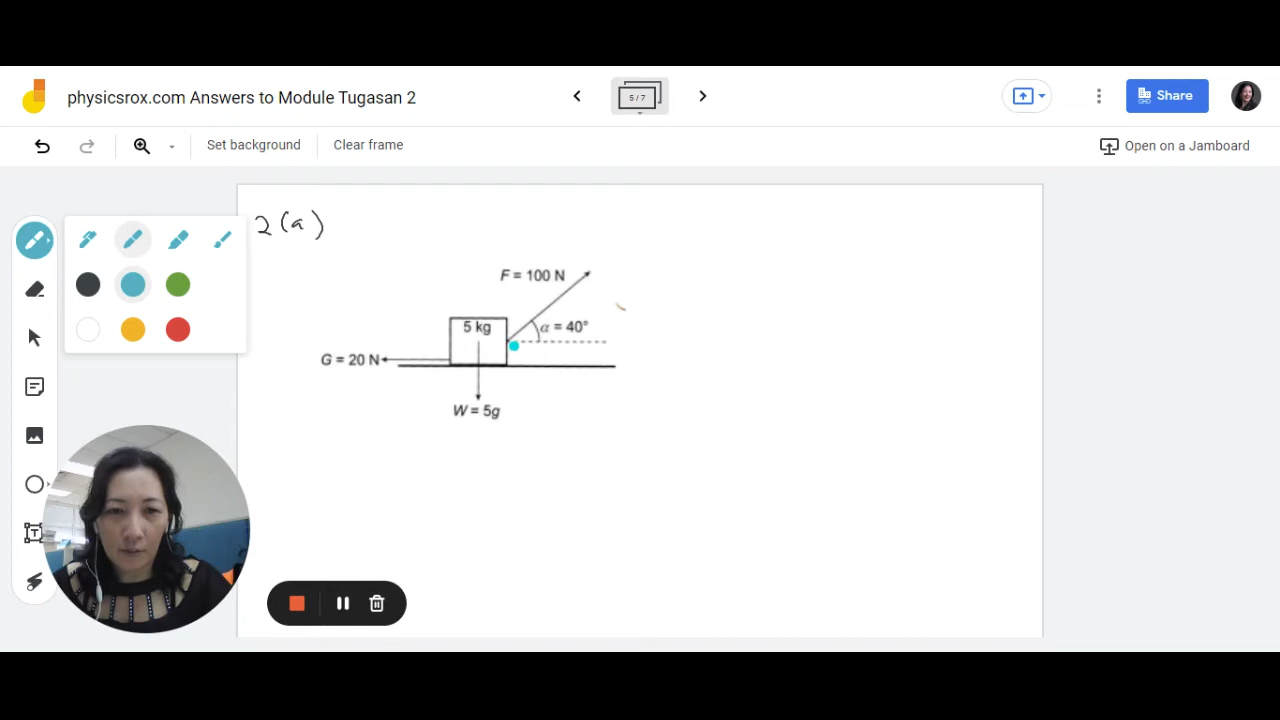 physicsrox.com Answers to Module Tugasan 2
5 / 7
Share
Set background
Clear frame
Open on a Jamboard
2 (a)
F = 100 N
5 kg
α = 40°
G = 20 N
W = 5g
T